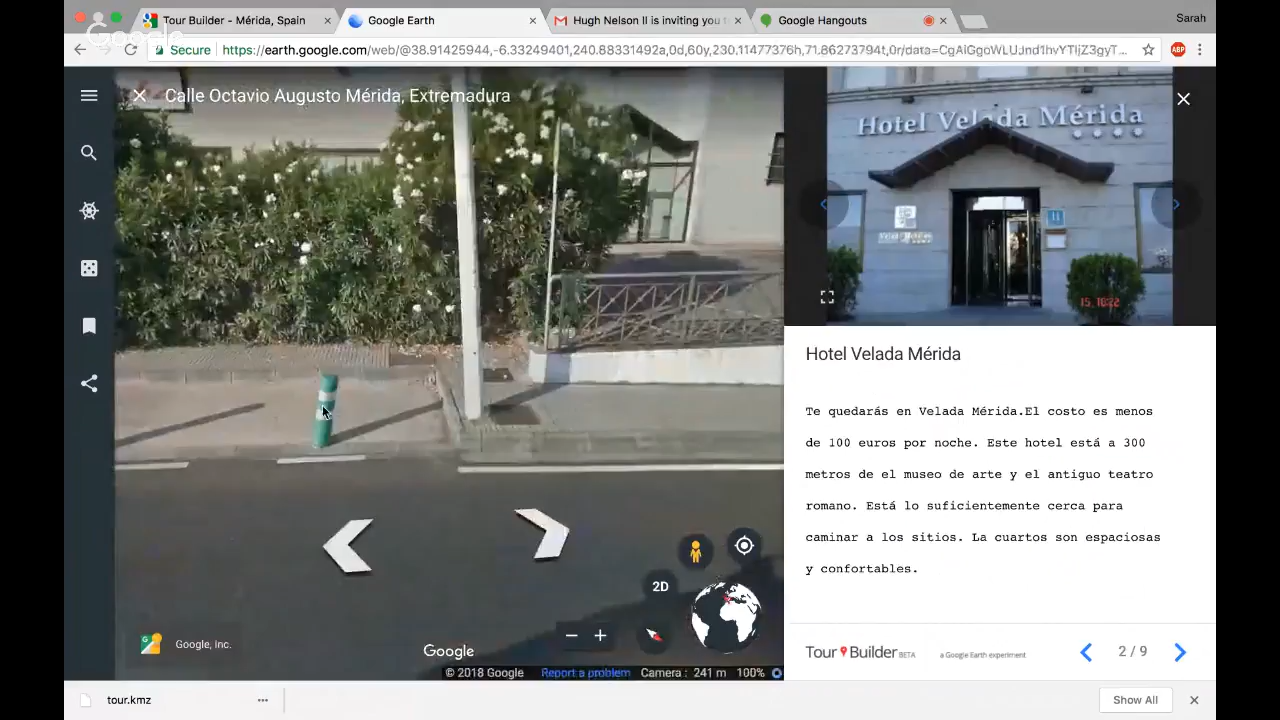 Tour Builder - Mérida, Spain
Google Earth
Hugh Nelson II is inviting you t
Google Hangouts
Sarah
Google
Secure
https://earth.google.com/web/@38.91425944,-6.33249401,240.88331492a,0d,60y,230.11477376h,71.86273794t,0r/data=
ABP
Calle Octavio Augusto Mérida, Extremadura
Hotel Velada Mérida
15.10.22
Hotel Velada Mérida
Te quedarás en Velada Mérida.El costo es menos
de 100 euros por noche. Este hotel está a 300
metros de el museo de arte y el antiguo teatro
romano. Está lo suficientemente cerca para
caminar a los sitios. La cuartos son espaciosas
y confortables.
2D
Google, Inc.
Google
© 2018 Google
Report a problem
Camera : 241 m 100%
Tour Builder BETA
a Google Earth experiment
2 / 9
tour.kmz
Show All